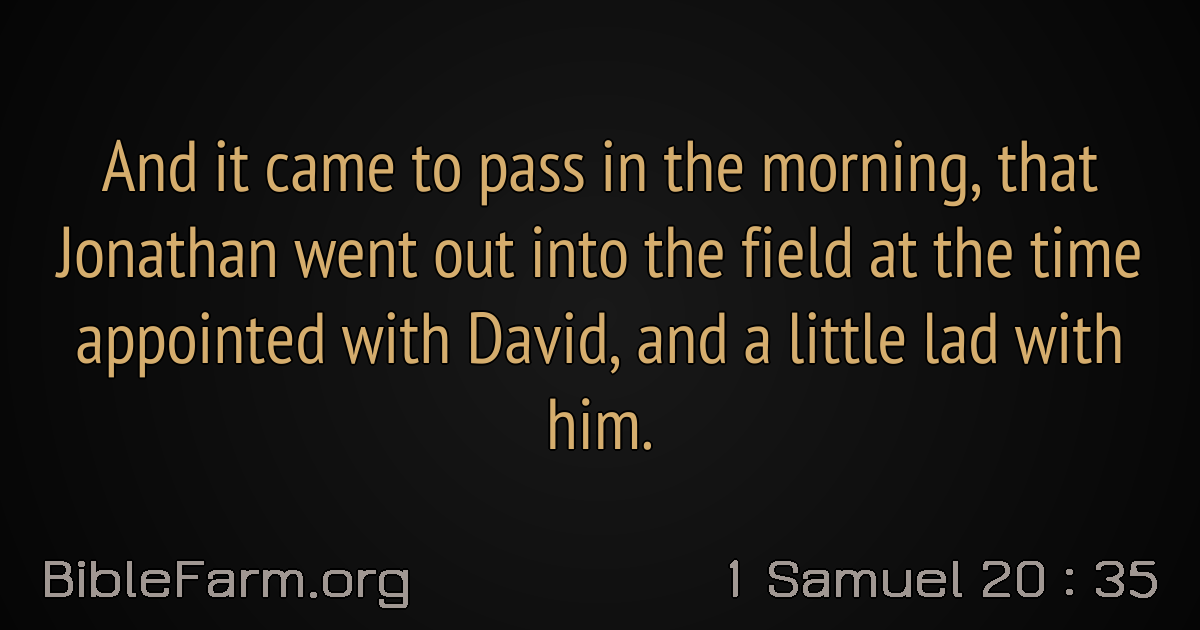 And it came to pass in the morning, that
Jonathan went out into the field at the time
appointed with David, and a little lad with
him.
BibleFarm.org
1 Samuel 20 : 35